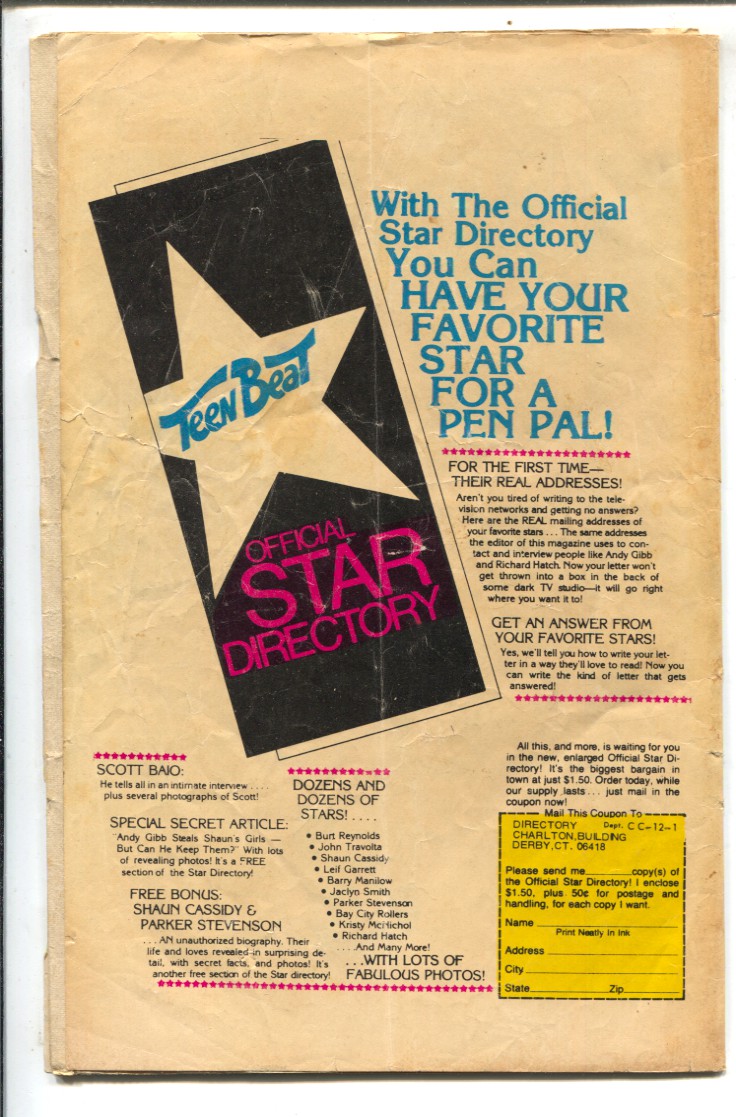 With The Official
Star Directory
You Can
HAVE YOUR
FAVORITE
STAR
FOR A
PEN PAL!
TEEN BEAT
OFFICIAL
STAR
DIRECTORY
FOR THE FIRST TIME—
THEIR REAL ADDRESSES!
Aren't you tired of writing to the tele-
vision networks and getting no answers?
Here are the REAL mailing addresses of
your favorite stars . . . The same addresses
the editor of this magazine uses to con-
tact and interview people like Andy Gibb
and Richard Hatch. Now your letter won't
get thrown into a box in the back of
some dark TV studio—it will go right
where you want it to!
GET AN ANSWER FROM
YOUR FAVORITE STARS!
Yes, we'll tell you how to write your let-
ter in a way they'll love to read! Now you
can write the kind of letter that gets
answered!
SCOTT BAIO:
He tells all in an intimate interview . . . .
plus several photographs of Scott!
SPECIAL SECRET ARTICLE:
"Andy Gibb Steals Shaun's Girls —
But Can He Keep Them?" With lots
of revealing photos! It's a FREE
section of the Star Directory!
FREE BONUS:
SHAUN CASSIDY &
PARKER STEVENSON
. . . AN unauthorized biography. Their
life and loves revealed in surprising de-
tail, with secret facts, and photos! It's
another free section of the Star directory!
DOZENS AND
DOZENS OF
STARS! . . . .
• Burt Reynolds
• John Travolta
• Shaun Cassidy
• Leif Garrett
• Barry Manilow
• Jaclyn Smith
• Parker Stevenson
• Bay City Rollers
• Kristy McNichol
• Richard Hatch
. . . . And Many More!
. . . WITH LOTS OF
FABULOUS PHOTOS!
All this, and more, is waiting for you
in the new, enlarged Official Star Di-
rectory! It's the biggest bargain in
town at just $1.50. Order today, while
our supply lasts . . . just mail in the
coupon now!
Mail This Coupon To
DIRECTORY Dept. C C-12-1
CHARLTON BUILDING
DERBY, CT. 06418
Please send me______copy(s) of
the Official Star Directory! I enclose
$1.50, plus 50¢ for postage and
handling, for each copy I want.
Name
Print Neatly In Ink
Address
City
State Zip